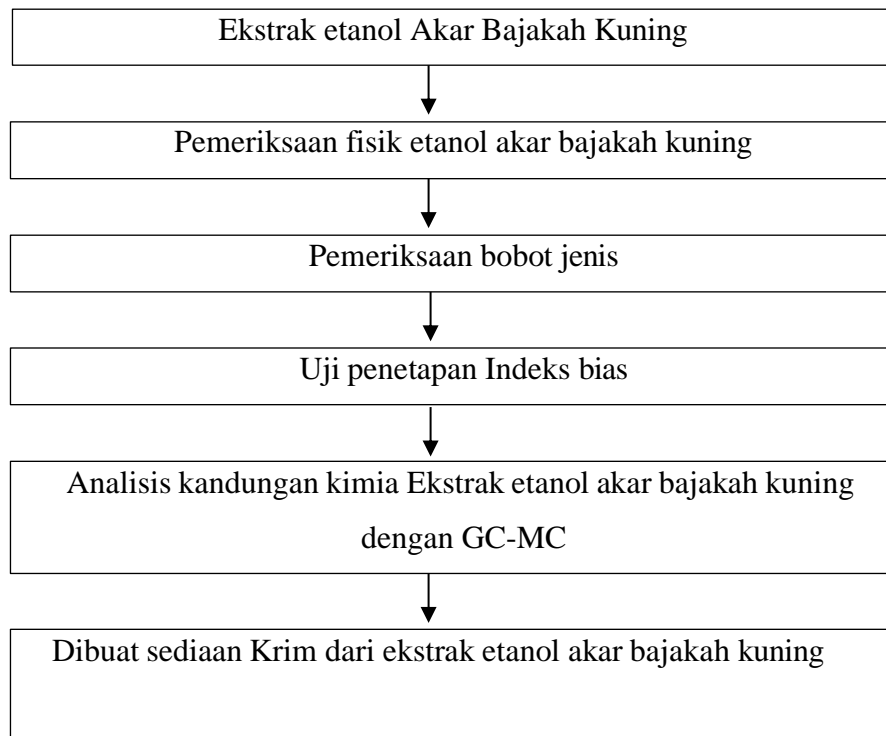 Ekstrak etanol Akar Bajakah Kuning
Pemeriksaan fisik etanol akar bajakah kuning
Pemeriksaan bobot jenis
Uji penetapan Indeks bias
Analisis kandungan kimia Ekstrak etanol akar bajakah kuning
dengan GC-MC
Dibuat sediaan Krim dari ekstrak etanol akar bajakah kuning